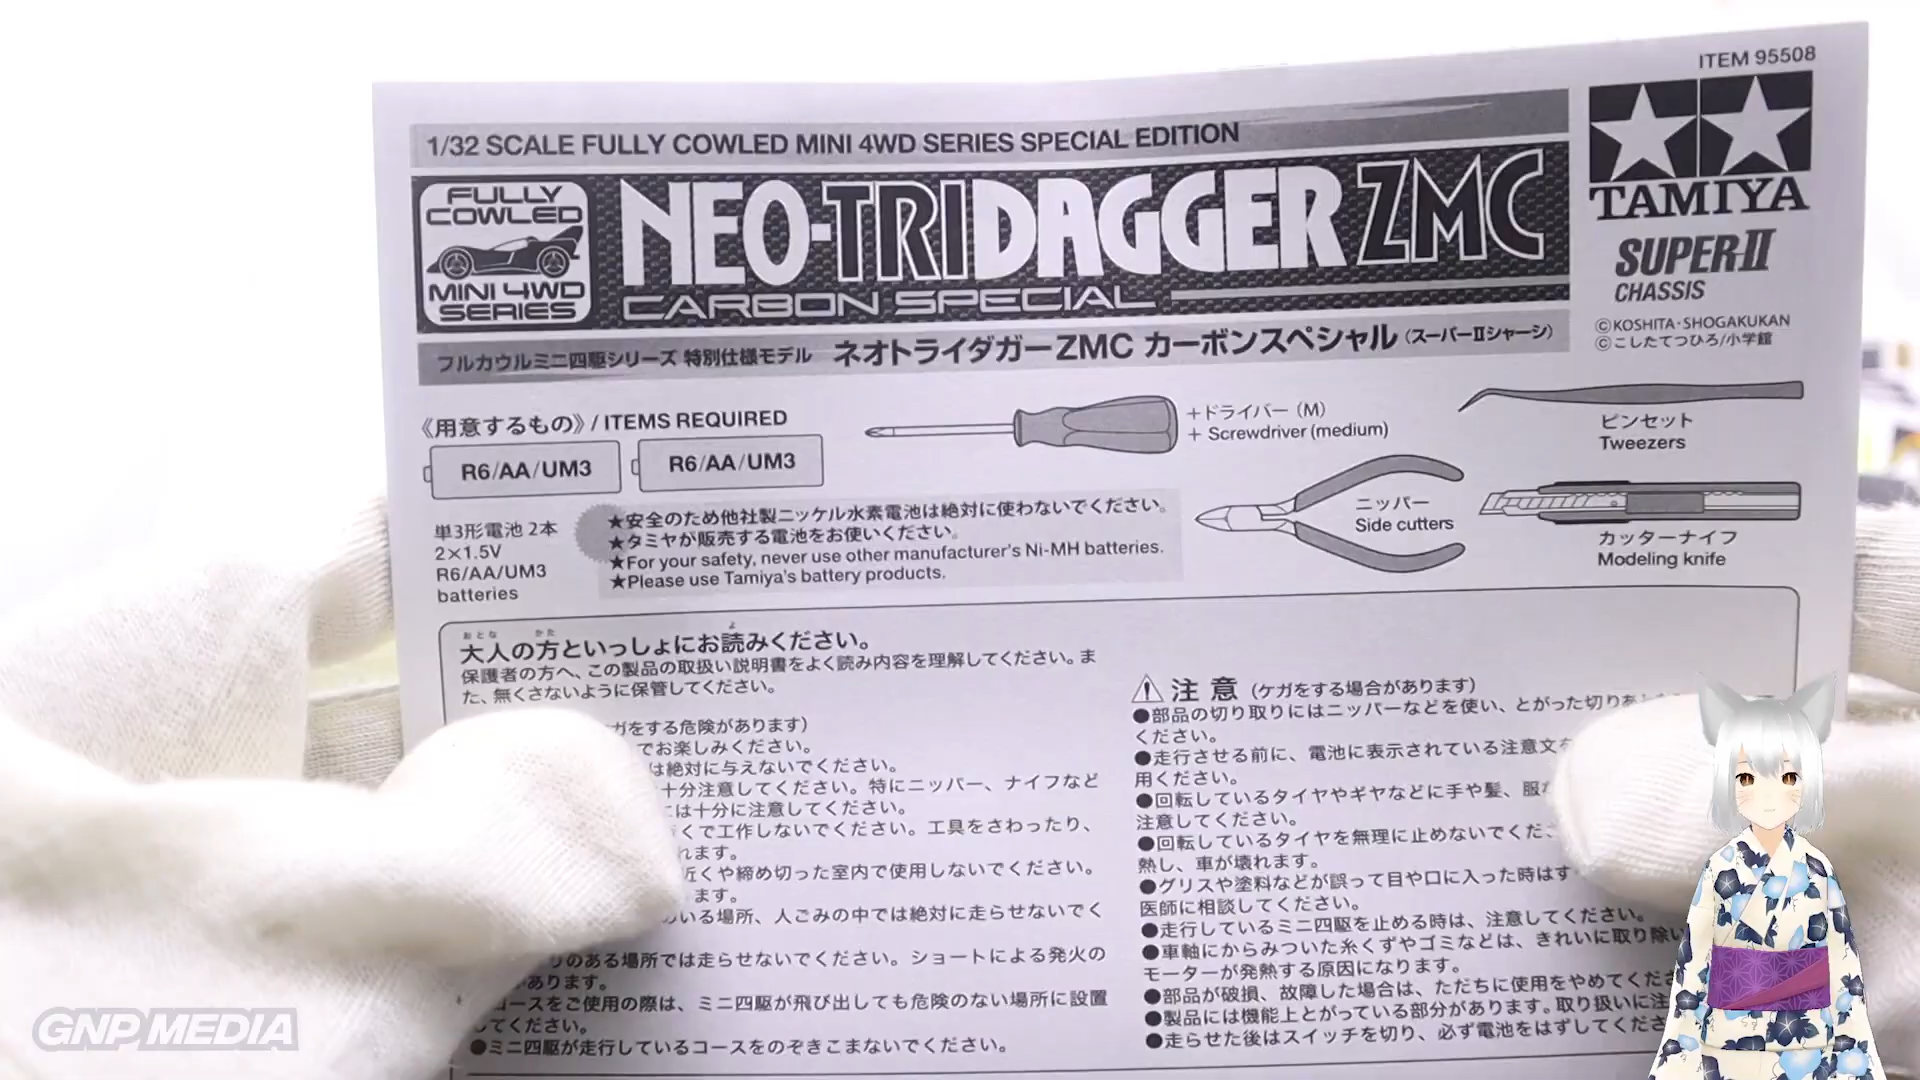 ITEM 95508
1/32 SCALE FULLY COWLED MINI 4WD SERIES SPECIAL EDITION
FULLY
COWLED
MINI 4WD
SERIES
NEO-TRIDAGGER ZMC
CARBON SPECIAL
TAMIYA
SUPER-II
CHASSIS
©KOSHITA・SHOGAKUKAN
©こしたてつひろ/小学館
フルカウルミニ四駆シリーズ 特別仕様モデル ネオトライダガーZMC カーボンスペシャル (スーパーIIシャーシ)
《用意するもの》/ ITEMS REQUIRED
R6/AA/UM3
R6/AA/UM3
単3形電池 2本
2×1.5V
R6/AA/UM3
batteries
★安全のため他社製ニッケル水素電池は絶対に使わないでください。
★タミヤが販売する電池をお使いください。
★For your safety, never use other manufacturer's Ni-MH batteries.
★Please use Tamiya's battery products.
+ドライバー (M)
+ Screwdriver (medium)
ピンセット
Tweezers
ニッパー
Side cutters
カッターナイフ
Modeling knife
おとな かた よ
大人の方といっしょにお読みください。
保護者の方へ、この製品の取扱い説明書をよく読み内容を理解してください。ま
た、無くさないように保管してください。
ガをする危険があります)
でお楽しみください。
は絶対に与えないでください。
十分注意してください。特にニッパー、ナイフなど
には十分に注意してください。
くで工作しないでください。工具をさわったり、
れます。
近くや締め切った室内で使用しないでください。
ます。
いる場所、人ごみの中では絶対に走らせないでく
のある場所では走らせないでください。ショートによる発火の
あります。
コースをご使用の際は、ミニ四駆が飛び出しても危険のない場所に設置
してください。
●ミニ四駆が走行しているコースをのぞきこまないでください。
注意 (ケガをする場合があります)
●部品の切り取りにはニッパーなどを使い、とがった切りあ
ください。
●走行させる前に、電池に表示されている注意文を
用ください。
●回転しているタイヤやギヤなどに手や髪、服
注意してください。
●回転しているタイヤを無理に止めないでくだ
熱し、車が壊れます。
●グリスや塗料などが誤って目や口に入った時はす
医師に相談してください。
●走行しているミニ四駆を止める時は、注意してください。
●車軸にからみついた糸くずやゴミなどは、きれいに取り除い
モーターが発熱する原因になります。
●部品が破損、故障した場合は、ただちに使用をやめてくださ
●製品には機能上とがっている部分があります。取り扱いに注
●走らせた後はスイッチを切り、必ず電池をはずしてくださ
GNP MEDIA